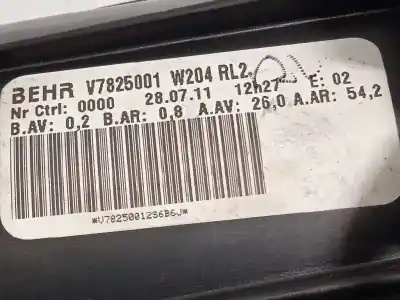 BEHR V7825001 W204 RL2
Nr Ctrl: 0000 28.07.11 12h27 E: 02
B.AV: 0,2 B.AR: 0,8 A.AV: 26,0 A.AR: 54,2
*V78250012S6B6J*